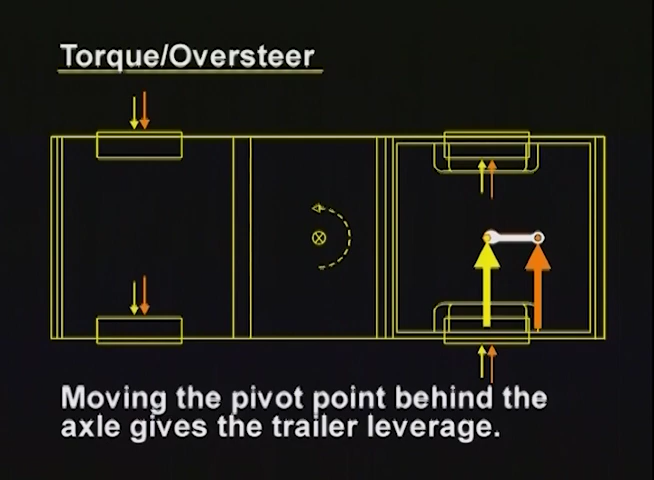 Torque/Oversteer
Moving the pivot point behind the
axle gives the trailer leverage.